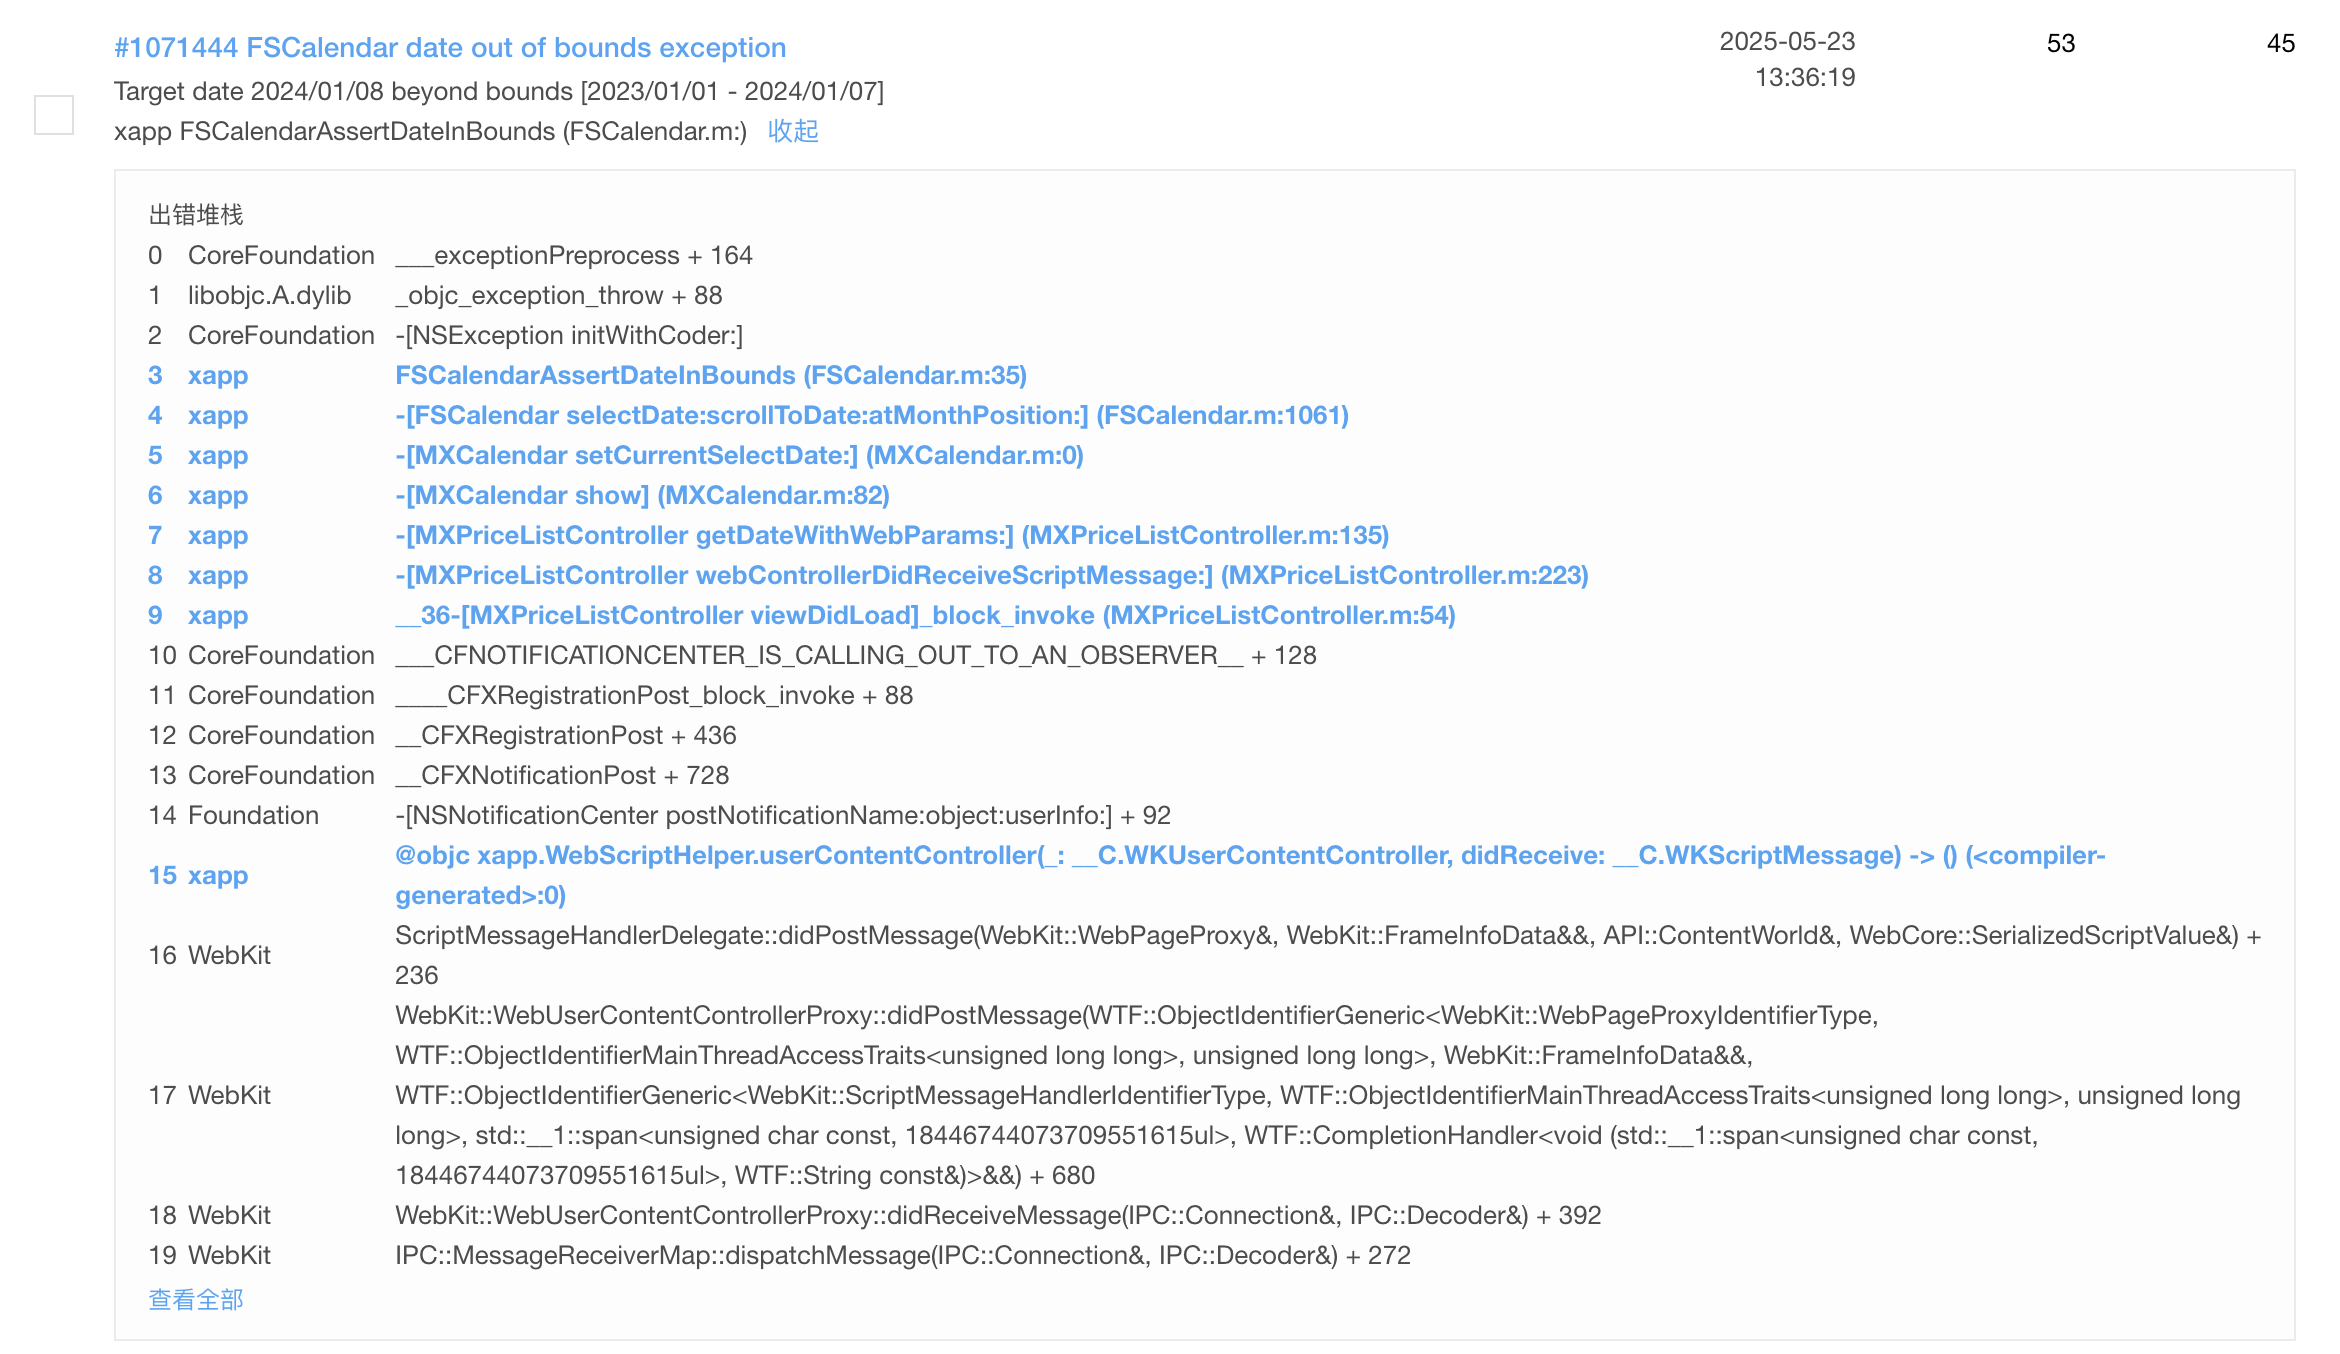 #1071444 FSCalendar date out of bounds exception
2025-05-23
13:36:19
53
45
Target date 2024/01/08 beyond bounds [2023/01/01 - 2024/01/07]
xapp FSCalendarAssertDateInBounds (FSCalendar.m:) 收起
出错堆栈
0 CoreFoundation ___exceptionPreprocess + 164
1 libobjc.A.dylib _objc_exception_throw + 88
2 CoreFoundation -[NSException initWithCoder:]
3 xapp FSCalendarAssertDateInBounds (FSCalendar.m:35)
4 xapp -[FSCalendar selectDate:scrollToDate:atMonthPosition:] (FSCalendar.m:1061)
5 xapp -[MXCalendar setCurrentSelectDate:] (MXCalendar.m:0)
6 xapp -[MXCalendar show] (MXCalendar.m:82)
7 xapp -[MXPriceListController getDateWithWebParams:] (MXPriceListController.m:135)
8 xapp -[MXPriceListController webControllerDidReceiveScriptMessage:] (MXPriceListController.m:223)
9 xapp __36-[MXPriceListController viewDidLoad]_block_invoke (MXPriceListController.m:54)
10 CoreFoundation ___CFNOTIFICATIONCENTER_IS_CALLING_OUT_TO_AN_OBSERVER__ + 128
11 CoreFoundation ____CFXRegistrationPost_block_invoke + 88
12 CoreFoundation __CFXRegistrationPost + 436
13 CoreFoundation __CFXNotificationPost + 728
14 Foundation -[NSNotificationCenter postNotificationName:object:userInfo:] + 92
15 xapp @objc xapp.WebScriptHelper.userContentController(_: __C.WKUserContentController, didReceive: __C.WKScriptMessage) -> () (<compiler-
generated>:0)
16 WebKit ScriptMessageHandlerDelegate::didPostMessage(WebKit::WebPageProxy&, WebKit::FrameInfoData&&, API::ContentWorld&, WebCore::SerializedScriptValue&) +
236
17 WebKit WebKit::WebUserContentControllerProxy::didPostMessage(WTF::ObjectIdentifierGeneric<WebKit::WebPageProxyIdentifierType,
WTF::ObjectIdentifierMainThreadAccessTraits<unsigned long long>, unsigned long long>, WebKit::FrameInfoData&&,
WTF::ObjectIdentifierGeneric<WebKit::ScriptMessageHandlerIdentifierType, WTF::ObjectIdentifierMainThreadAccessTraits<unsigned long long>, unsigned long
long>, std::__1::span<unsigned char const, 18446744073709551615ul>, WTF::CompletionHandler<void (std::__1::span<unsigned char const,
18446744073709551615ul>, WTF::String const&)>&&) + 680
18 WebKit WebKit::WebUserContentControllerProxy::didReceiveMessage(IPC::Connection&, IPC::Decoder&) + 392
19 WebKit IPC::MessageReceiverMap::dispatchMessage(IPC::Connection&, IPC::Decoder&) + 272
查看全部